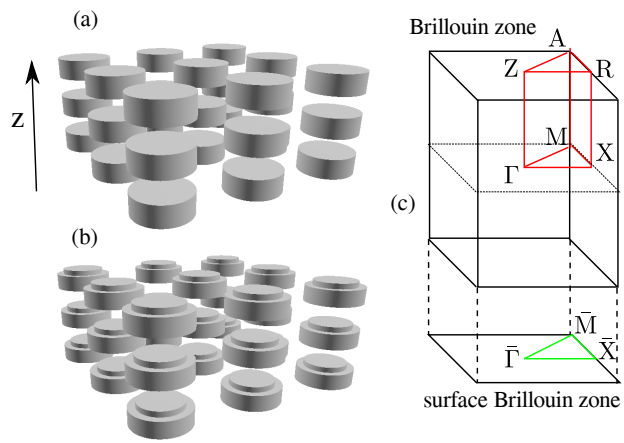 (a)
z
(b)
Brillouin zone
A
Z
R
M
X
Γ
(c)
M̄
Γ̄
X̄
surface Brillouin zone